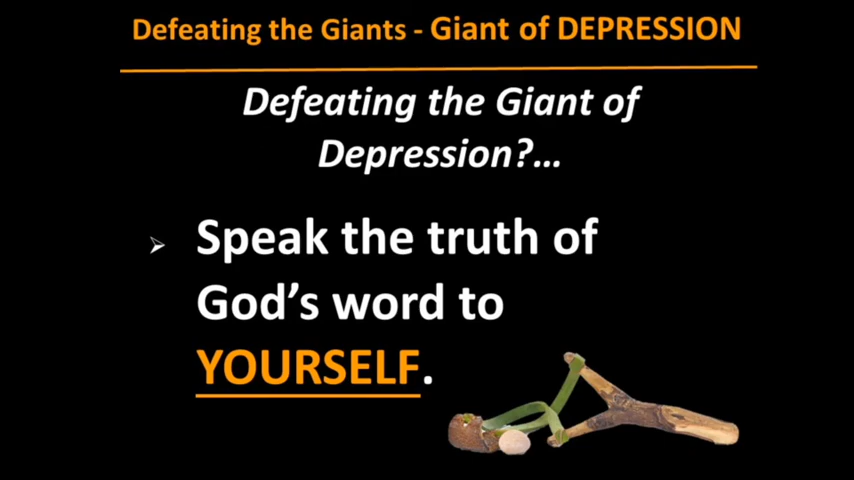 Defeating the Giants - Giant of DEPRESSION
Defeating the Giant of
Depression?...
Speak the truth of
God's word to
YOURSELF.